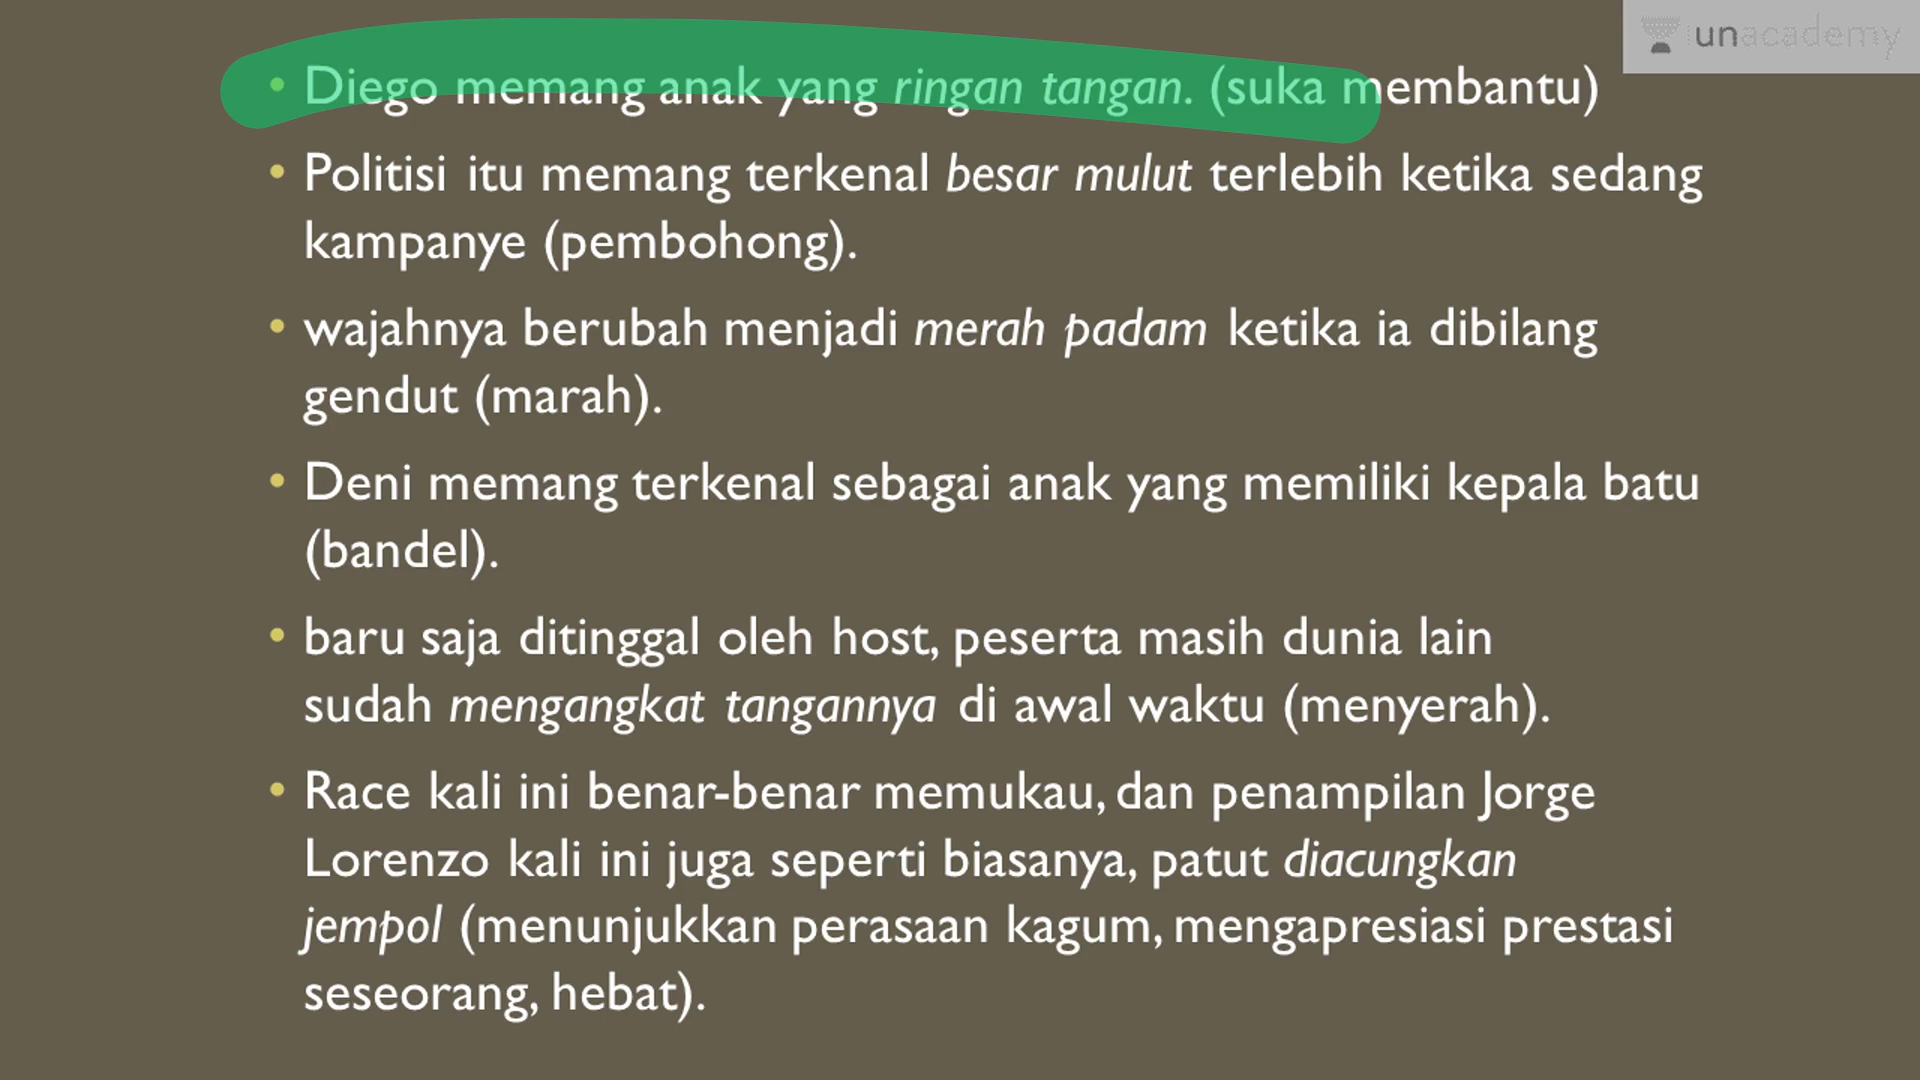 unacademy
• Diego memang anak yang ringan tangan. (suka membantu)
• Politisi itu memang terkenal besar mulut terlebih ketika sedang
kampanye (pembohong).
• wajahnya berubah menjadi merah padam ketika ia dibilang
gendut (marah).
• Deni memang terkenal sebagai anak yang memiliki kepala batu
(bandel).
• baru saja ditinggal oleh host, peserta masih dunia lain
sudah mengangkat tangannya di awal waktu (menyerah).
• Race kali ini benar-benar memukau, dan penampilan Jorge
Lorenzo kali ini juga seperti biasanya, patut diacungkan
jempol (menunjukkan perasaan kagum, mengapresiasi prestasi
seseorang, hebat).